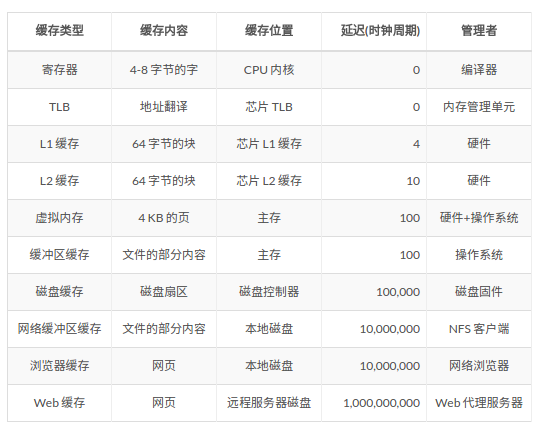 缓存类型 缓存内容 缓存位置 延迟(时钟周期) 管理者
寄存器 4-8 字节的字 CPU 内核 0 编译器
TLB 地址翻译 芯片 TLB 0 内存管理单元
L1 缓存 64 字节的块 芯片 L1 缓存 4 硬件
L2 缓存 64 字节的块 芯片 L2 缓存 10 硬件
虚拟内存 4 KB 的页 主存 100 硬件+操作系统
缓冲区缓存 文件的部分内容 主存 100 操作系统
磁盘缓存 磁盘扇区 磁盘控制器 100,000 磁盘固件
网络缓冲区缓存 文件的部分内容 本地磁盘 10,000,000 NFS 客户端
浏览器缓存 网页 本地磁盘 10,000,000 网络浏览器
Web 缓存 网页 远程服务器磁盘 1,000,000,000 Web 代理服务器